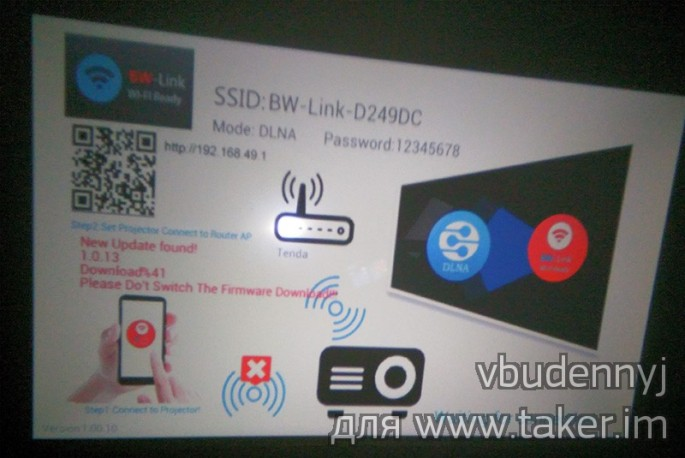 BW-Link
Wi-Fi Ready
SSID:BW-Link-D249DC
Mode: DLNA
Password:12345678
http://192.168.49.1
Step2: Set Projector Connect to Router AP
Tenda
New Update found!
1.0.13
Download%41
Please Do't Switch The Firmware Download!!!
DLNA
Step1: Connect to Projector!
Version:1.00.10
vbudennyj
для www.taker.im